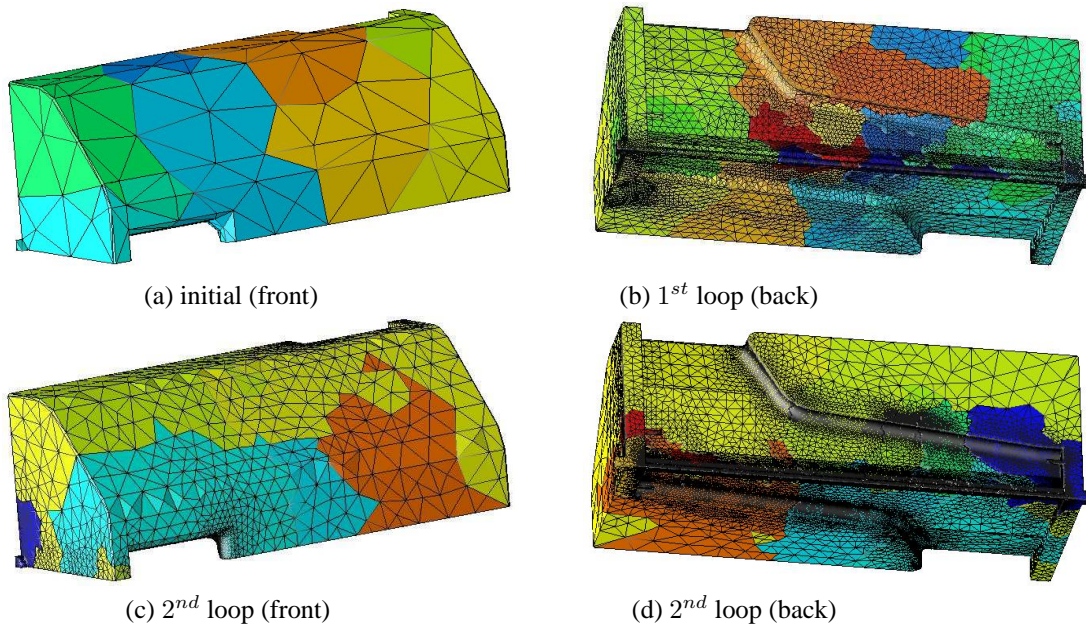 (a) initial (front)
(b) 1st loop (back)
(c) 2nd loop (front)
(d) 2nd loop (back)